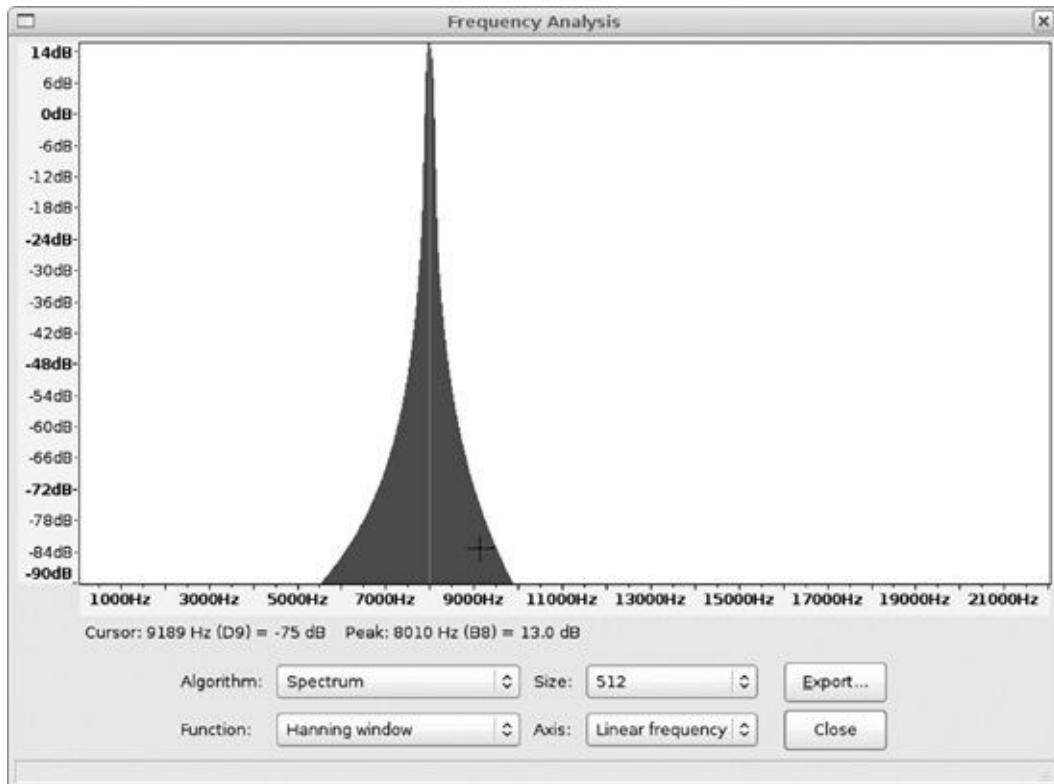 Frequency Analysis
14dB
6dB
0dB
-6dB
-12dB
-18dB
-24dB
-30dB
-36dB
-42dB
-48dB
-54dB
-60dB
-66dB
-72dB
-78dB
-84dB
-90dB
1000Hz 3000Hz 5000Hz 7000Hz 9000Hz 11000Hz 13000Hz 15000Hz 17000Hz 19000Hz 21000Hz
Cursor: 9189 Hz (D9) = -75 dB Peak: 8010 Hz (B8) = 13.0 dB
Algorithm: Spectrum Size: 512 Export...
Function: Hanning window Axis: Linear frequency Close